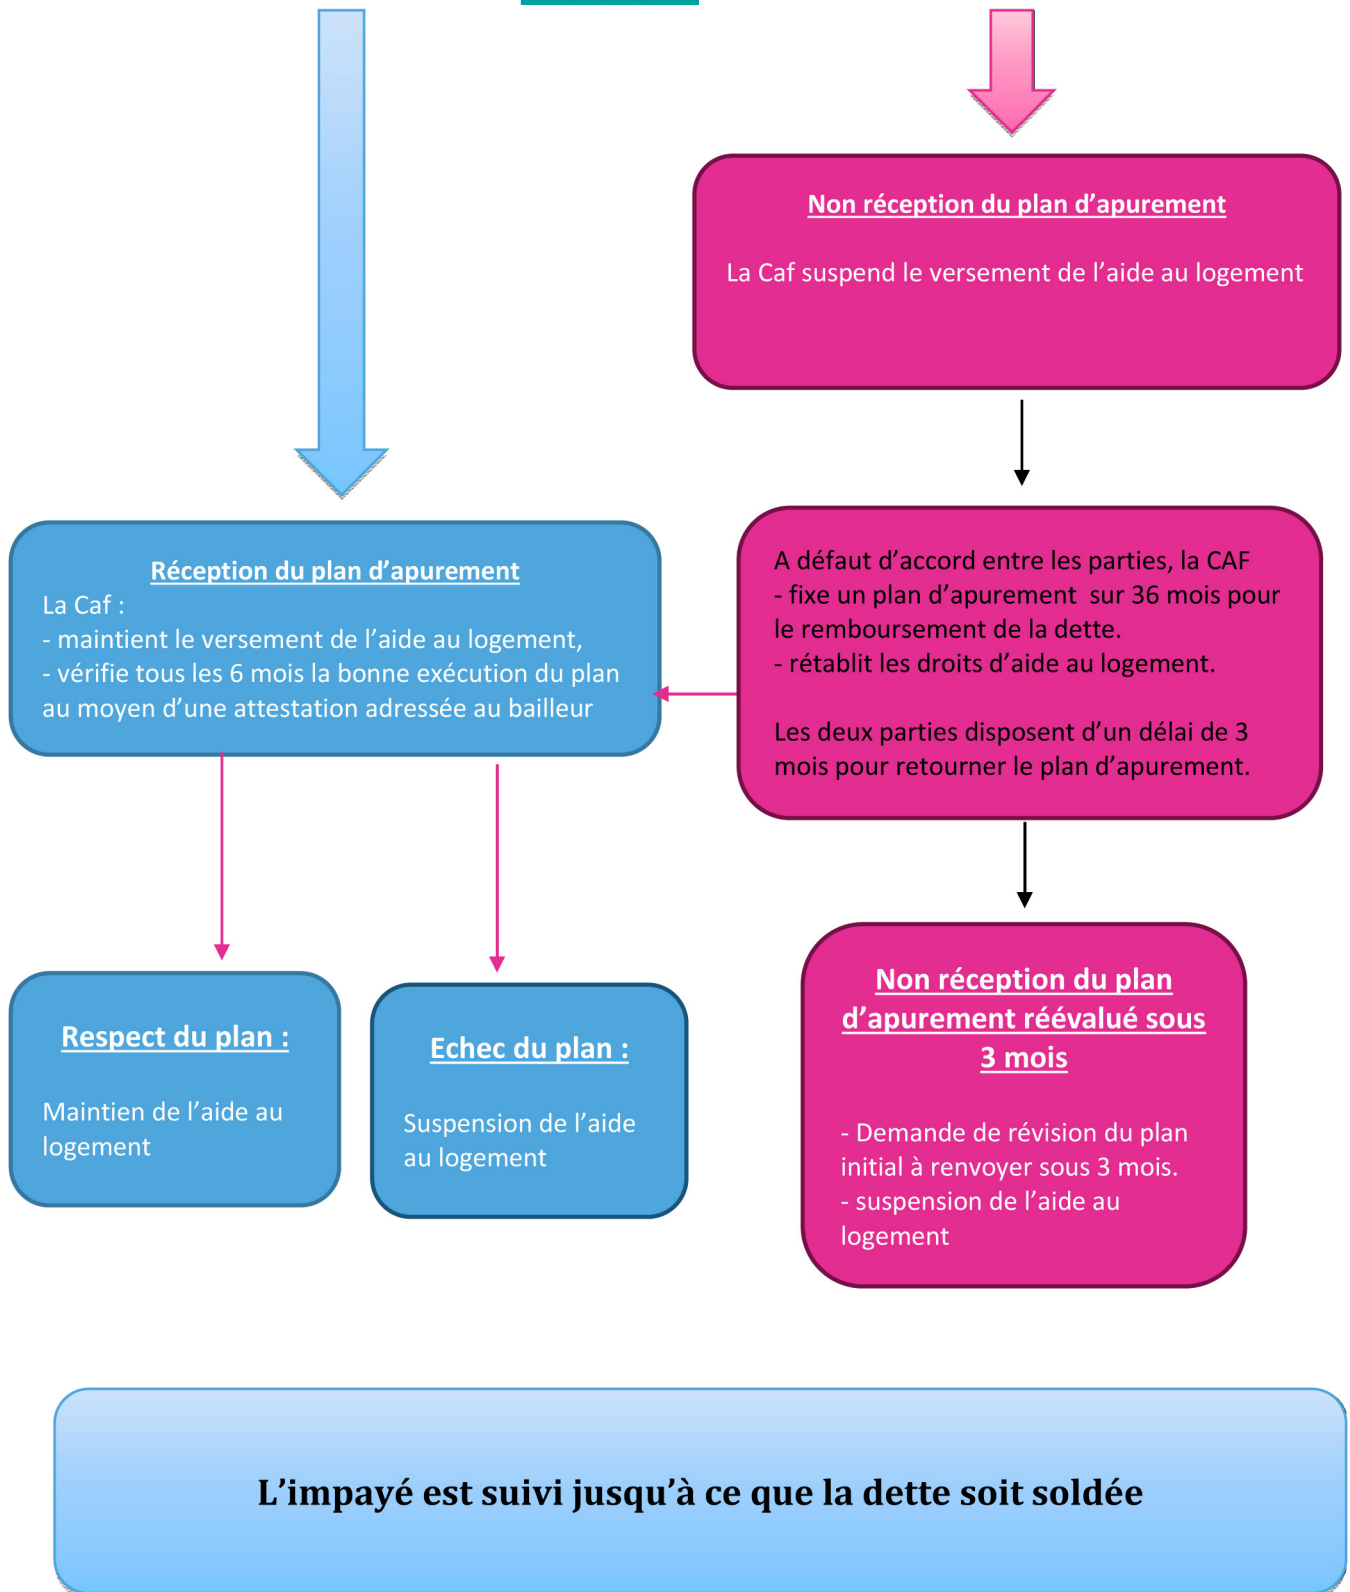 Non réception du plan d’apurement
La Caf suspend le versement de l’aide au logement
Réception du plan d’apurement
La Caf :
- maintient le versement de l’aide au logement,
- vérifie tous les 6 mois la bonne exécution du plan
au moyen d’une attestation adressée au bailleur
A défaut d’accord entre les parties, la CAF
- fixe un plan d’apurement  sur 36 mois pour
le remboursement de la dette.
- rétablit les droits d’aide au logement.
Les deux parties disposent d’un délai de 3
mois pour retourner le plan d’apurement.
Respect du plan :
Maintien de l’aide au
logement
Echec du plan :
Suspension de l’aide
au logement
Non réception du plan
d’apurement réévalué sous
3 mois
- Demande de révision du plan
initial à renvoyer sous 3 mois.
- suspension de l’aide au
logement
L’impayé est suivi jusqu’à ce que la dette soit soldée